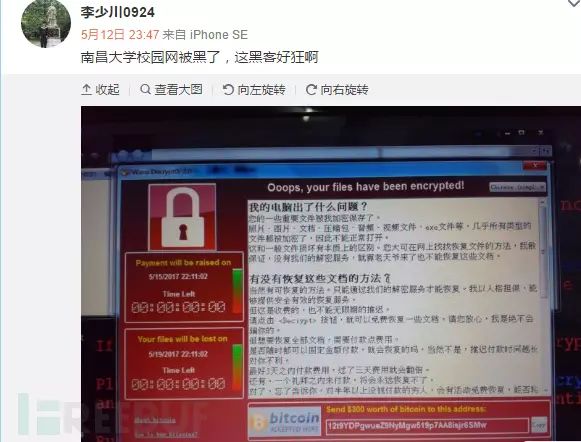 李少川0924
5月12日 23:47 来自 iPhone SE
南昌大学校园网被黑了，这黑客好狂啊
收起 查看大图 向左旋转 向右旋转
Wana Decrypt0r 2.0
Ooops, your files have been encrypted!
Payment will be raised on
5/15/2017 22:11:02
Time Left
00:00:00:00
Your files will be lost on
5/19/2017 22:11:02
Time Left
00:00:00:00
About bitcoin
How to buy bitcoins?
我的电脑出了什么问题？
您的一些重要文件被我加密保存了。
照片、图片、文档、压缩包、音频、视频文件、exe文件等，几乎所有类型的
文件都被加密了，因此不能正常打开。
这和一般文件损坏有本质上的区别。您大可在网上找找恢复文件的方法，我敢
保证，没有我们的解密服务，就算老天爷来了也不能恢复这些文档。
有没有恢复这些文档的方法？
当然有可恢复的方法。只能通过我们的解密服务才能恢复。我以人格担保，能
够提供安全有效的恢复服务。
但这是收费的，也不能无限期的推迟。
请点击 <Decrypt> 按钮，就可以免费恢复一些文档。请您放心，我是绝不会
骗你的。
但想要恢复全部文档，需要付款点费用。
是否随时都可以固定金额付款，就会恢复的吗，当然不是，推迟付款时间越长
对你不利。
最好3天之内付款费用，过了三天费用就会翻倍。
还有，一个礼拜之内未付款，将会永远恢复不了。
对了，忘了告诉你，对半年以上没钱付款的穷人，会有活动免费恢复，能否轮
bitcoin
ACCEPTED HERE
Send $300 worth of bitcoin to this address:
Copy